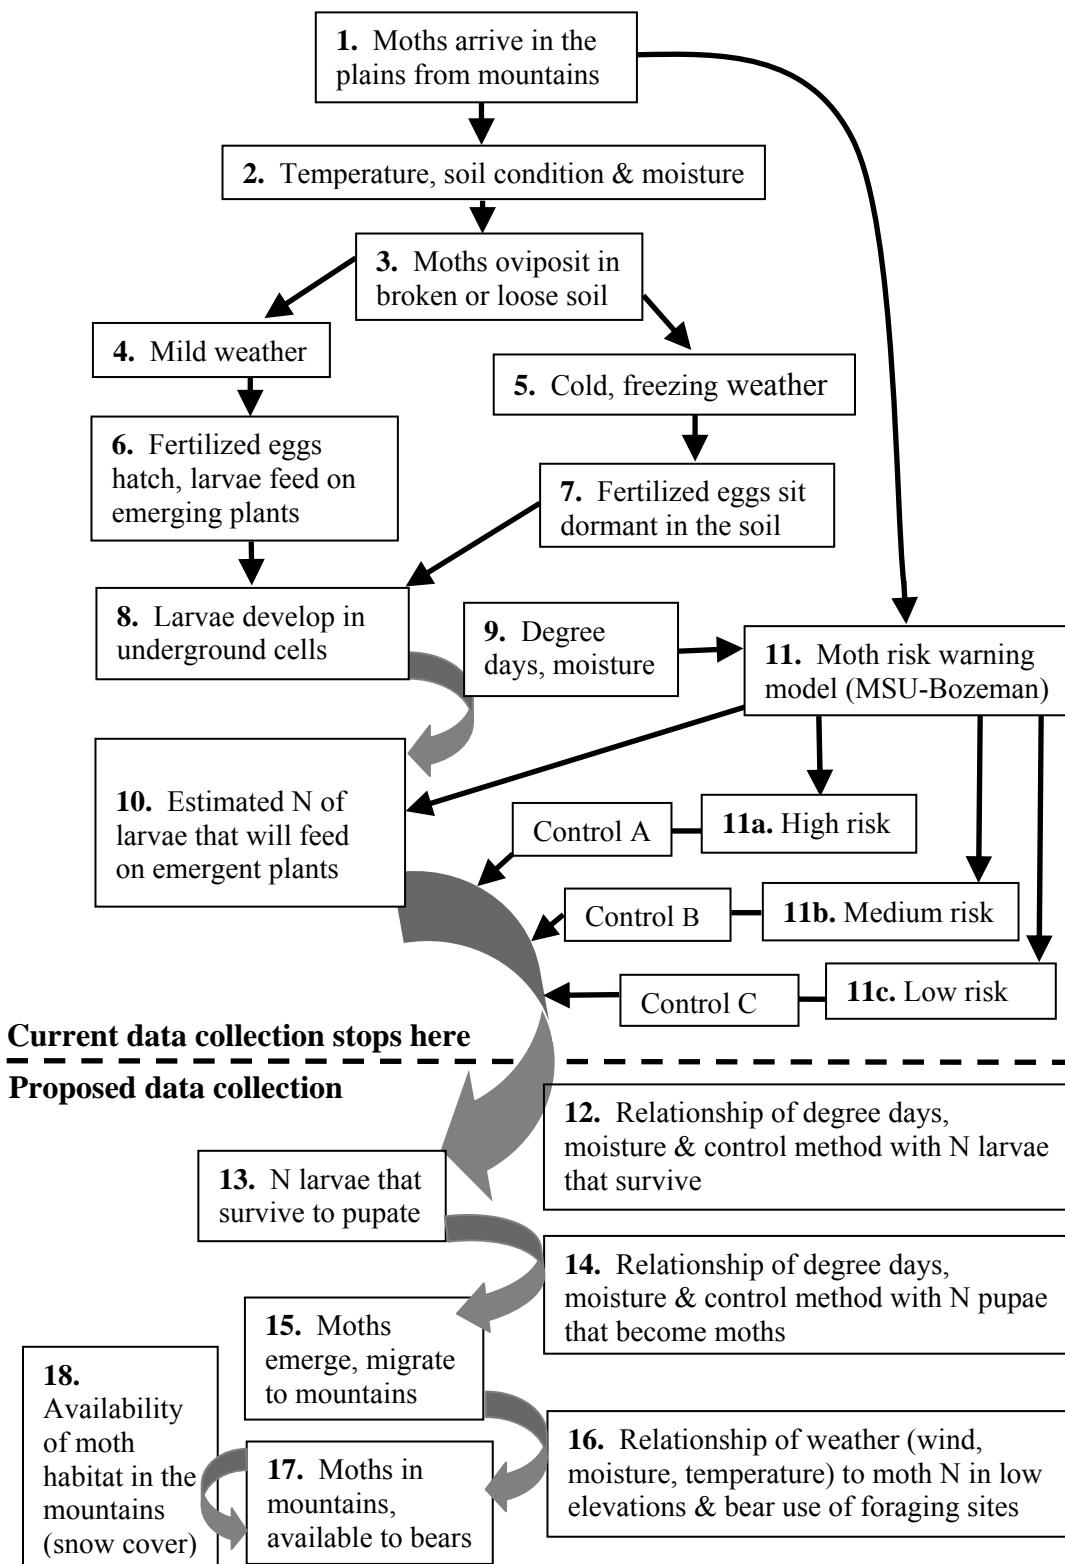 1. Moths arrive in the
plains from mountains
2. Temperature, soil condition & moisture
3. Moths oviposit in
broken or loose soil
4. Mild weather
5. Cold, freezing weather
6. Fertilized eggs
hatch, larvae feed on
emerging plants
7. Fertilized eggs sit
dormant in the soil
8. Larvae develop in
underground cells
9. Degree
days, moisture
11. Moth risk warning
model (MSU-Bozeman)
10. Estimated N of
larvae that will feed
on emergent plants
Control A
11a. High risk
Control B
11b. Medium risk
Control C
11c. Low risk
Current data collection stops here
Proposed data collection
12. Relationship of degree days,
moisture & control method with N larvae
that survive
13. N larvae that
survive to pupate
14. Relationship of degree days,
moisture & control method with N pupae
that become moths
15. Moths
emerge, migrate
to mountains
16. Relationship of weather (wind,
moisture, temperature) to moth N in low
elevations & bear use of foraging sites
17. Moths in
mountains,
available to bears
18.
Availability
of moth
habitat in the
mountains
(snow cover)